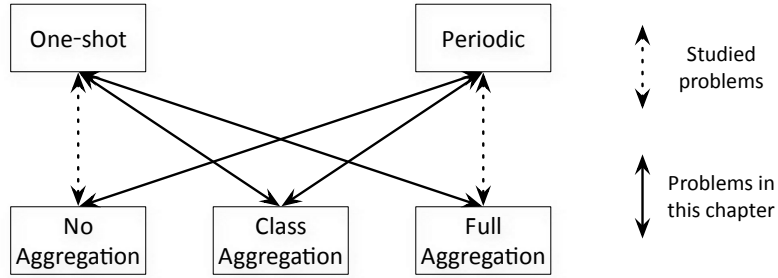 One-shot
Periodic
Studied
problems
No
Aggregation
Class
Aggregation
Full
Aggregation
Problems in
this chapter